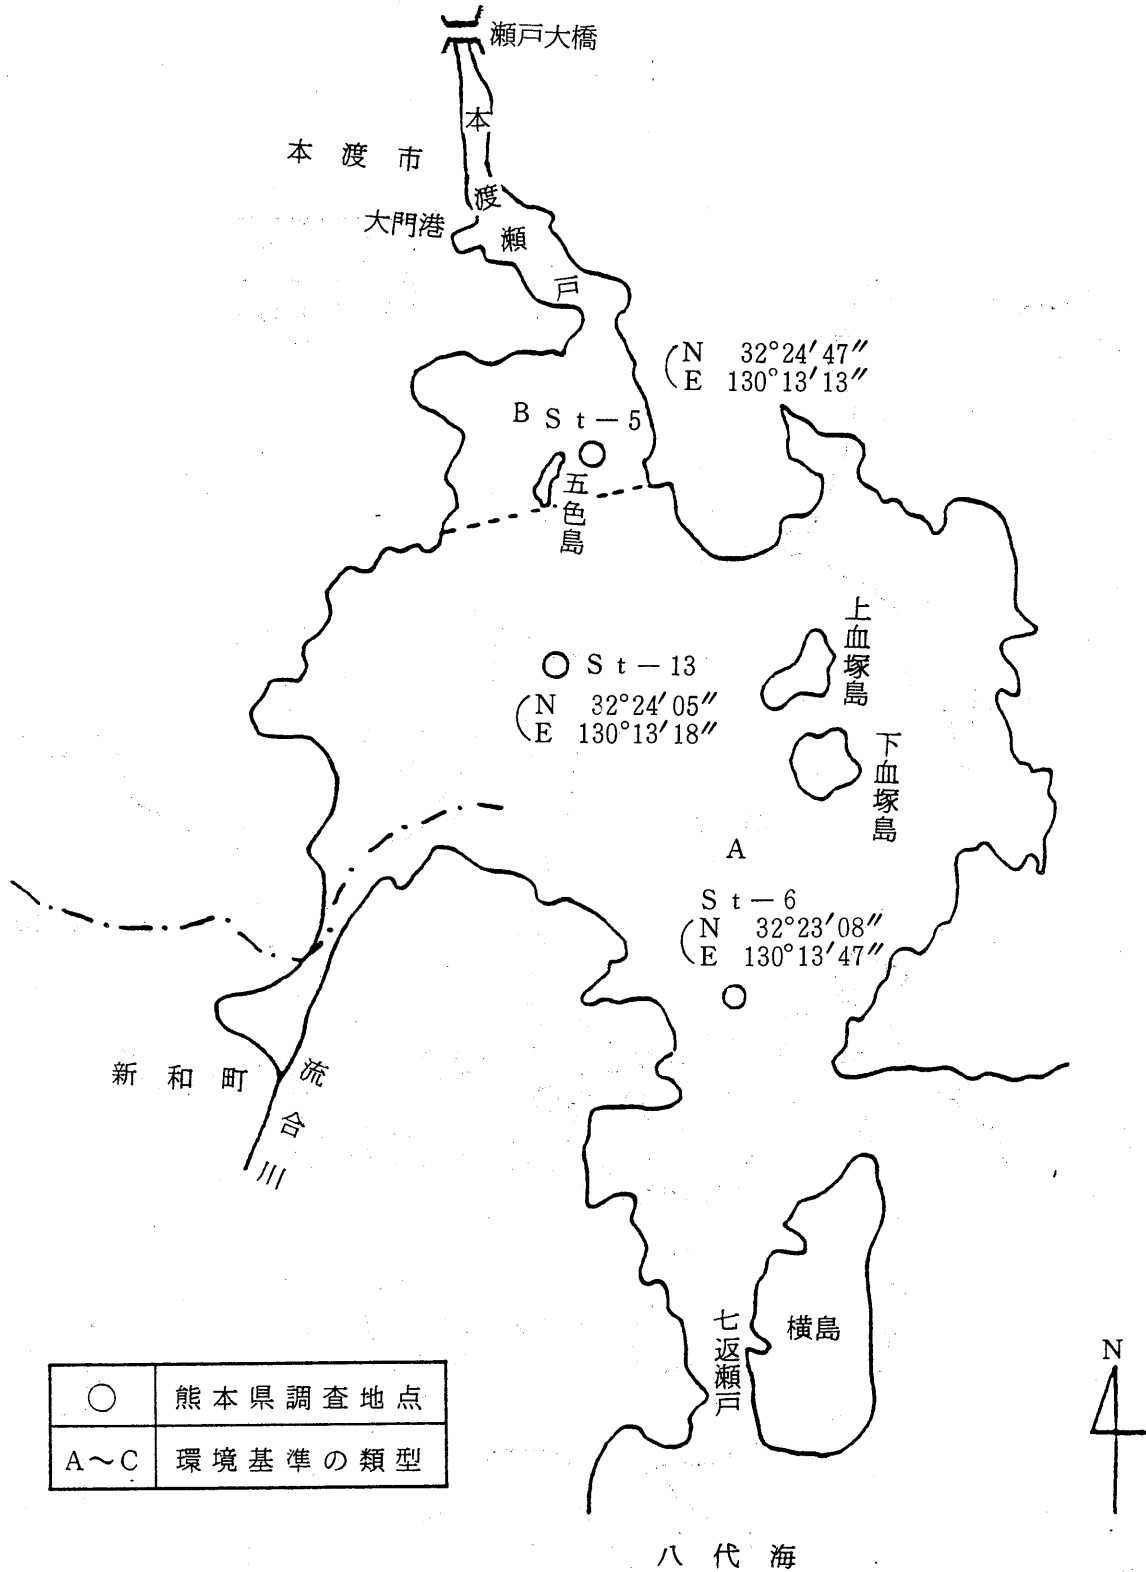 瀬戸大橋
本渡瀬戸
本渡市
大門港
N 32°24′47″
E 130°13′13″
B St-5
五色島
上血塚島
St-13
N 32°24′05″
E 130°13′18″
下血塚島
A
St-6
N 32°23′08″
E 130°13′47″
新和町
流合川
七返瀬戸
横島
N
○ 熊本県調査地点
A~C 環境基準の類型
八代海